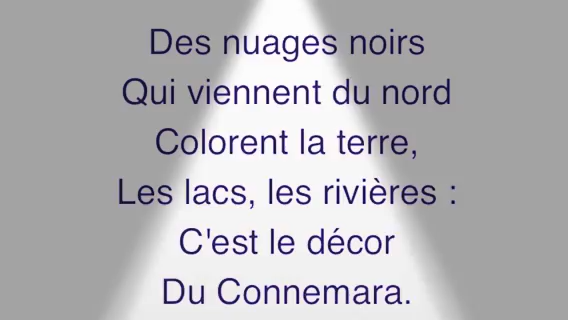 Des nuages noirs
Qui viennent du nord
Colorent la terre,
Les lacs, les rivières :
C'est le décor
Du Connemara.